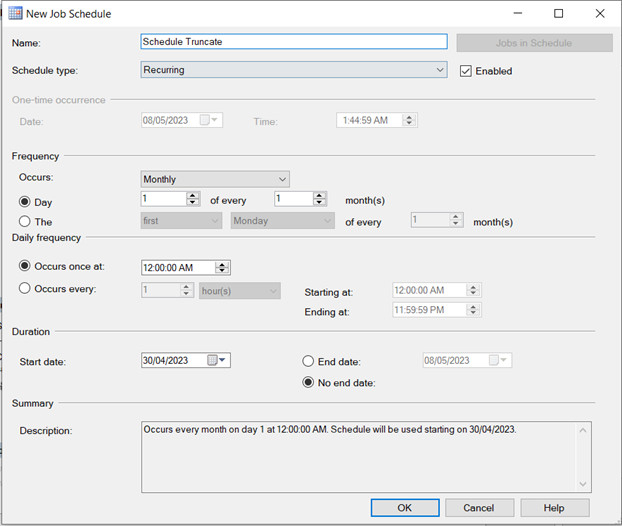 New Job Schedule
Name: Schedule Truncate Jobs in Schedule
Schedule type: Recurring Enabled
One-time occurrence
Date: 08/05/2023 Time: 1:44:59 AM
Frequency
Occurs: Monthly
Day 1 of every 1 month(s)
The first Monday of every 1 month(s)
Daily frequency
Occurs once at: 12:00:00 AM
Occurs every: 1 hour(s) Starting at: 12:00:00 AM
Ending at: 11:59:59 PM
Duration
Start date: 30/04/2023 End date: 08/05/2023
No end date:
Summary
Description: Occurs every month on day 1 at 12:00:00 AM. Schedule will be used starting on 30/04/2023.
OK Cancel Help